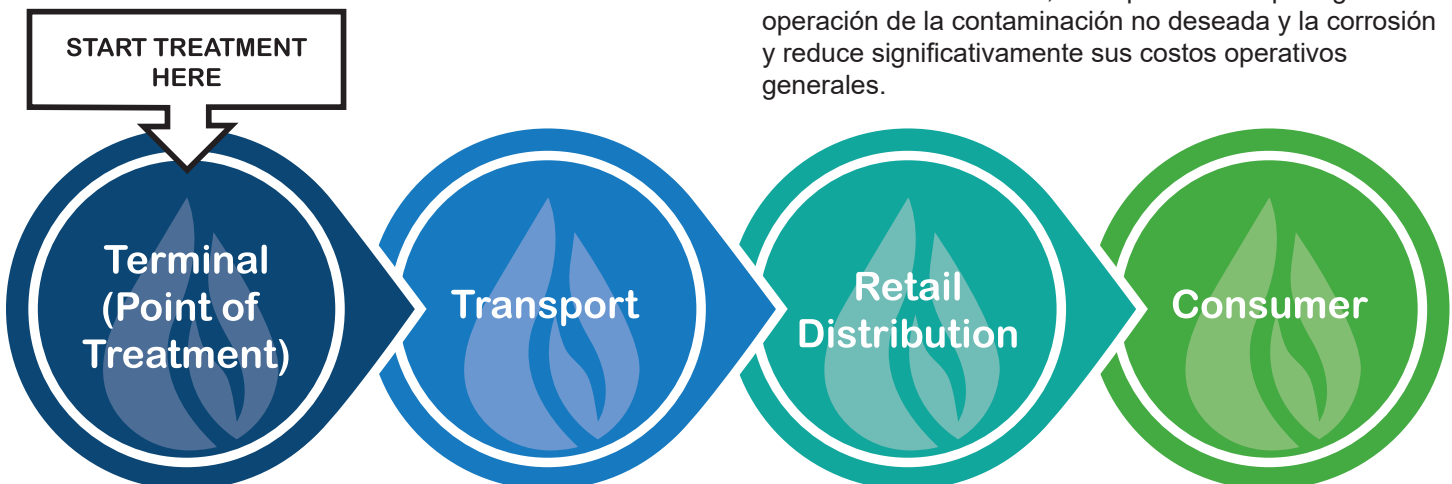 operación de la contaminación no deseada y la corrosión
y reduce significativamente sus costos operativos
generales.
START TREATMENT
HERE
Terminal
(Point of
Treatment)
Transport
Retail
Distribution
Consumer